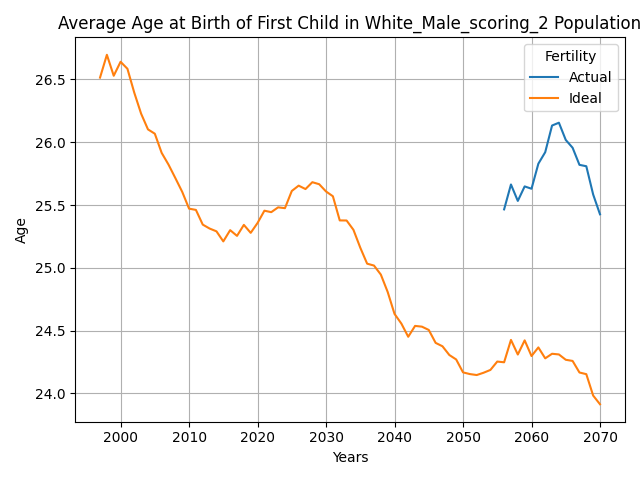 Average Age at Birth of First Child in White_Male_scoring_2 Population
Fertility
Actual
Ideal
26.5
26.0
25.5
25.0
24.5
24.0
Age
2000 2010 2020 2030 2040 2050 2060 2070
Years